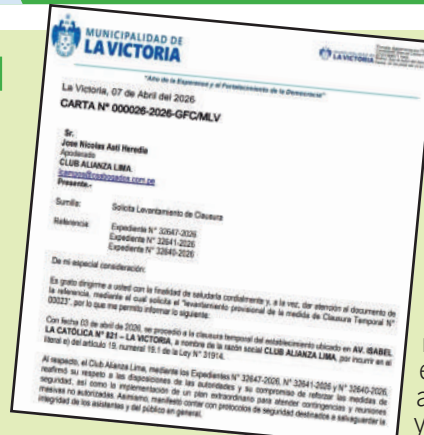 MUNICIPALIDAD DE
LA VICTORIA
LA VICTORIA
"Año de la Esperanza y el Fortalecimiento de la Democracia"
La Victoria, 07 de Abril del 2026
CARTA N° 000026-2026-GFC/MLV
Sr.
Jose Nicolas Asti Heredia
Apoderado
CLUB ALIANZA LIMA.
Presente.-
Sumilla: Solicita Levantamiento de Clausura
Referencia: Expediente N° 32647-2026
Expediente N° 32641-2026
Expediente N° 32640-2026
De mi especial consideración:
Es grato dirigirme a usted con la finalidad de saludarla cordialmente y, a la vez, dar atención al documento de
la referencia, mediante el cual solicita el "levantamiento provisional de la medida de Clausura Temporal N°
00023", por lo que me permito informar lo siguiente:
Con fecha 03 de abril de 2026, se procedió a la clausura temporal del establecimiento ubicado en AV. ISABEL
LA CATÓLICA N° 821 – LA VICTORIA, a nombre de la razón social CLUB ALIANZA LIMA, por incurrir en el
literal e) del artículo 19, numeral 19.1 de la Ley N° 31914.
Al respecto, el Club Alianza Lima, mediante los Expedientes N° 32647-2026, N° 32641-2026 y N° 32640-2026,
reafirmó su respeto a las disposiciones de las autoridades y su compromiso de reforzar las medidas de
seguridad, así como la implementación de un plan extraordinario para atender contingencias y reuniones
masivas no autorizadas. Asimismo, manifestó contar con protocolos de seguridad destinados a salvaguardar la
integridad de los asistentes y del público en general.